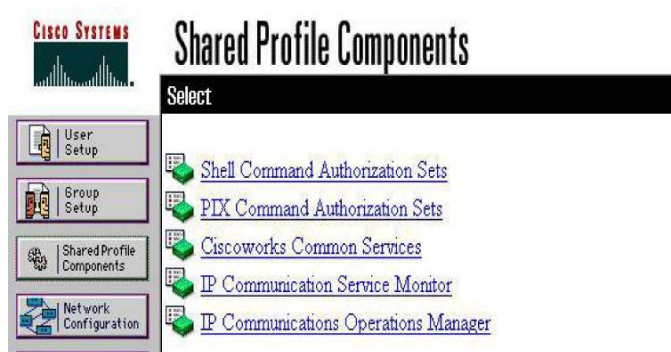 CISCO SYSTEMS
Shared Profile Components
Select
User
Setup
Group
Setup
Shared Profile
Components
Network
Configuration
Shell Command Authorization Sets
PIX Command Authorization Sets
Ciscoworks Common Services
IP Communication Service Monitor
IP Communications Operations Manager